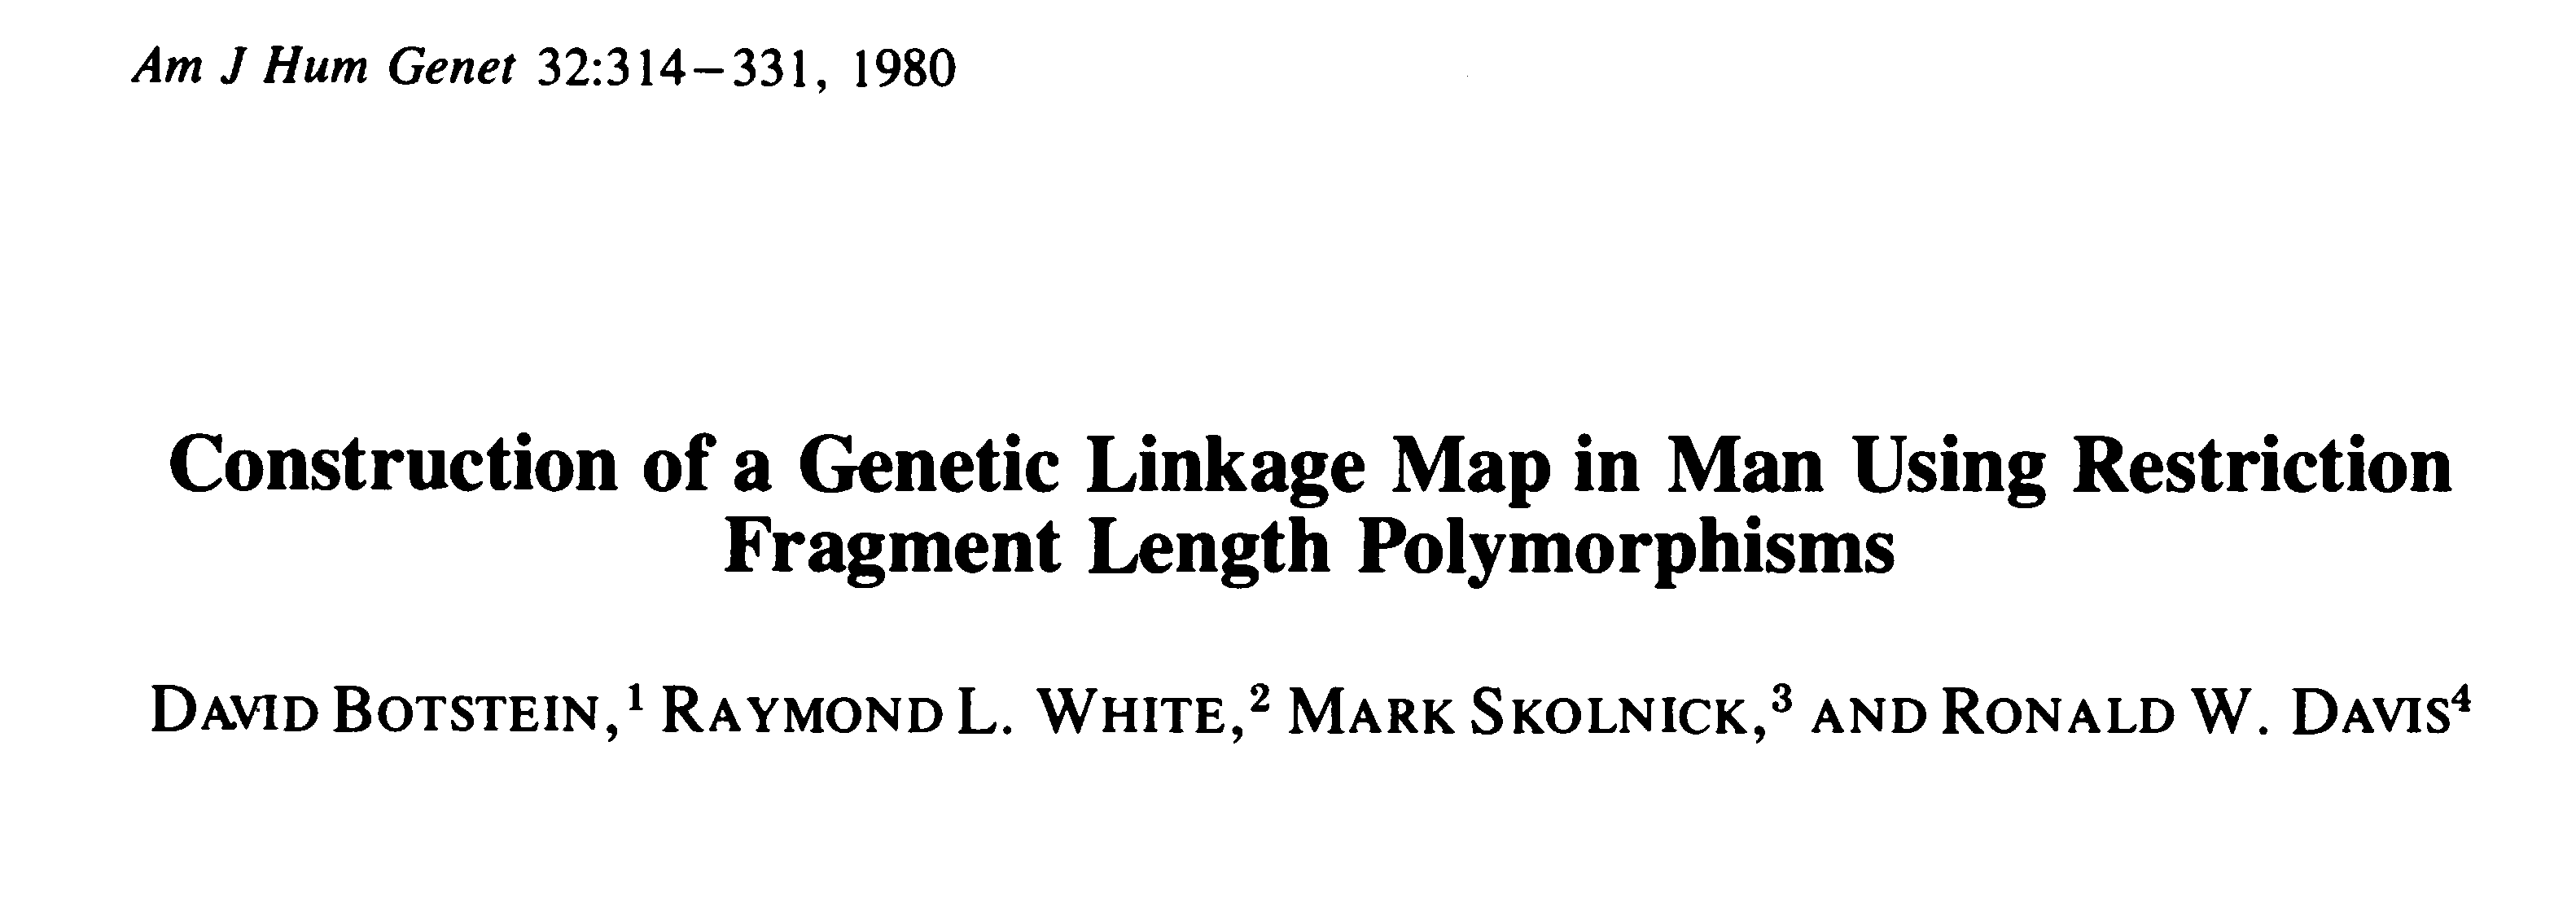 Am J Hum Genet 32:314–331, 1980
Construction of a Genetic Linkage Map in Man Using Restriction
Fragment Length Polymorphisms
DAVID BOTSTEIN,¹ RAYMOND L. WHITE,² MARK SKOLNICK,³ AND RONALD W. DAVIS⁴